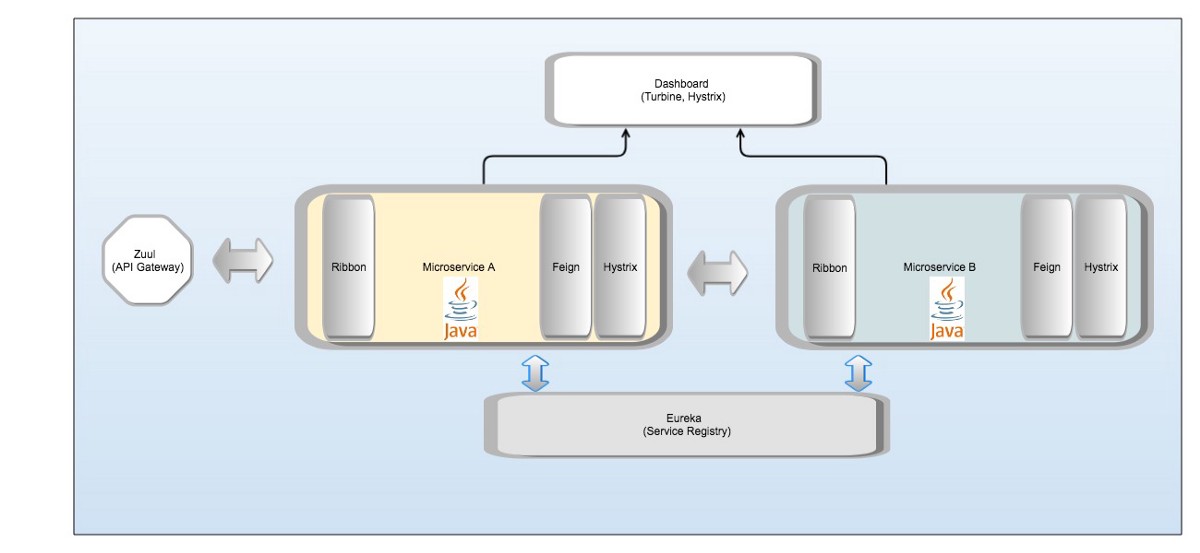 Dashboard
(Turbine, Hystrix)
Zuul
(API Gateway)
Ribbon
Microservice A
Java
Feign
Hystrix
Ribbon
Microservice B
Java
Feign
Hystrix
Eureka
(Service Registry)